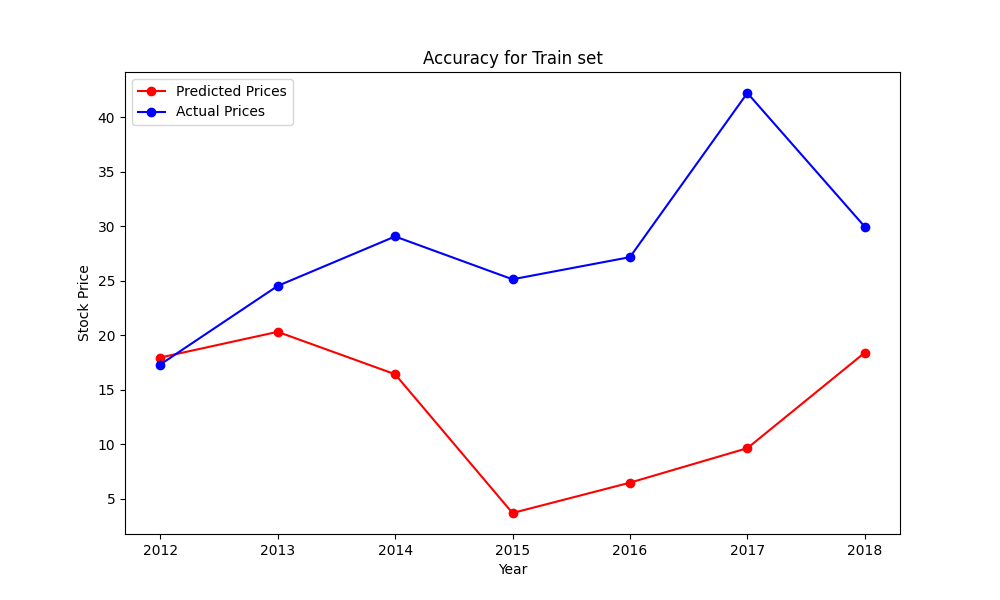 Accuracy for Train set
Predicted Prices
Actual Prices
40
35
30
25
20
15
10
5
Stock Price
2012 2013 2014 2015 2016 2017 2018
Year